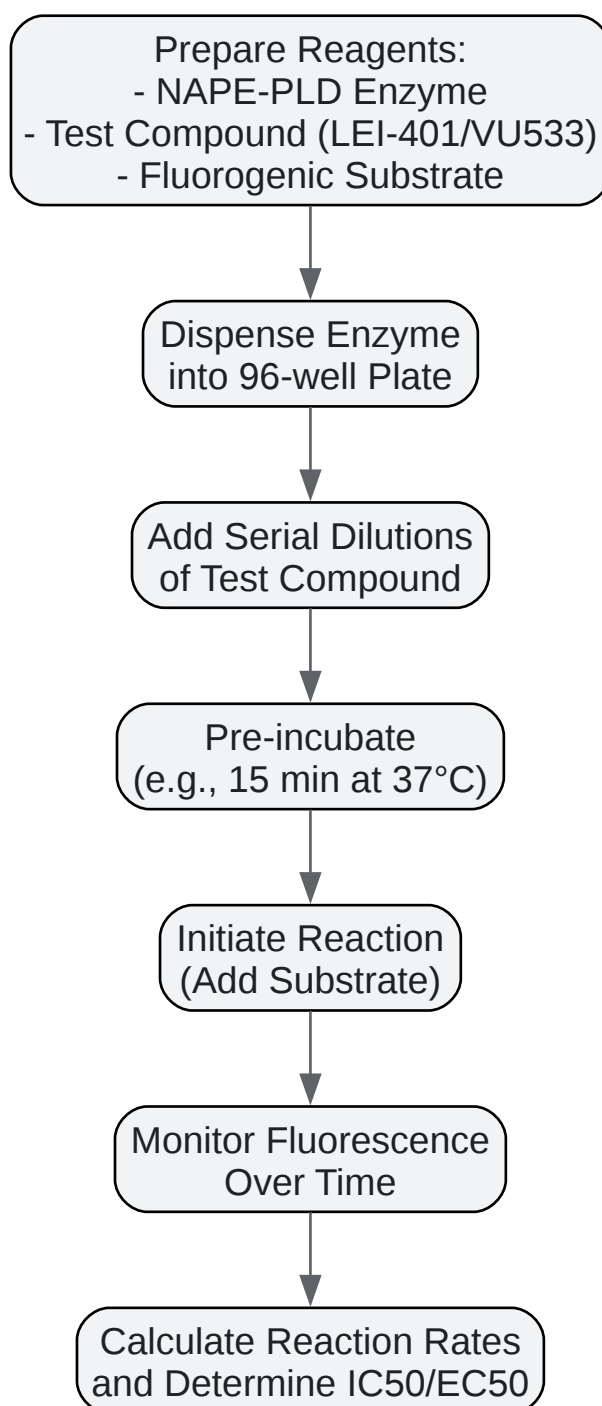 Prepare Reagents:
- NAPE-PLD Enzyme
- Test Compound (LEI-401/VU533)
- Fluorogenic Substrate
Dispense Enzyme
into 96-well Plate
Add Serial Dilutions
of Test Compound
Pre-incubate
(e.g., 15 min at 37°C)
Initiate Reaction
(Add Substrate)
Monitor Fluorescence
Over Time
Calculate Reaction Rates
and Determine IC50/EC50